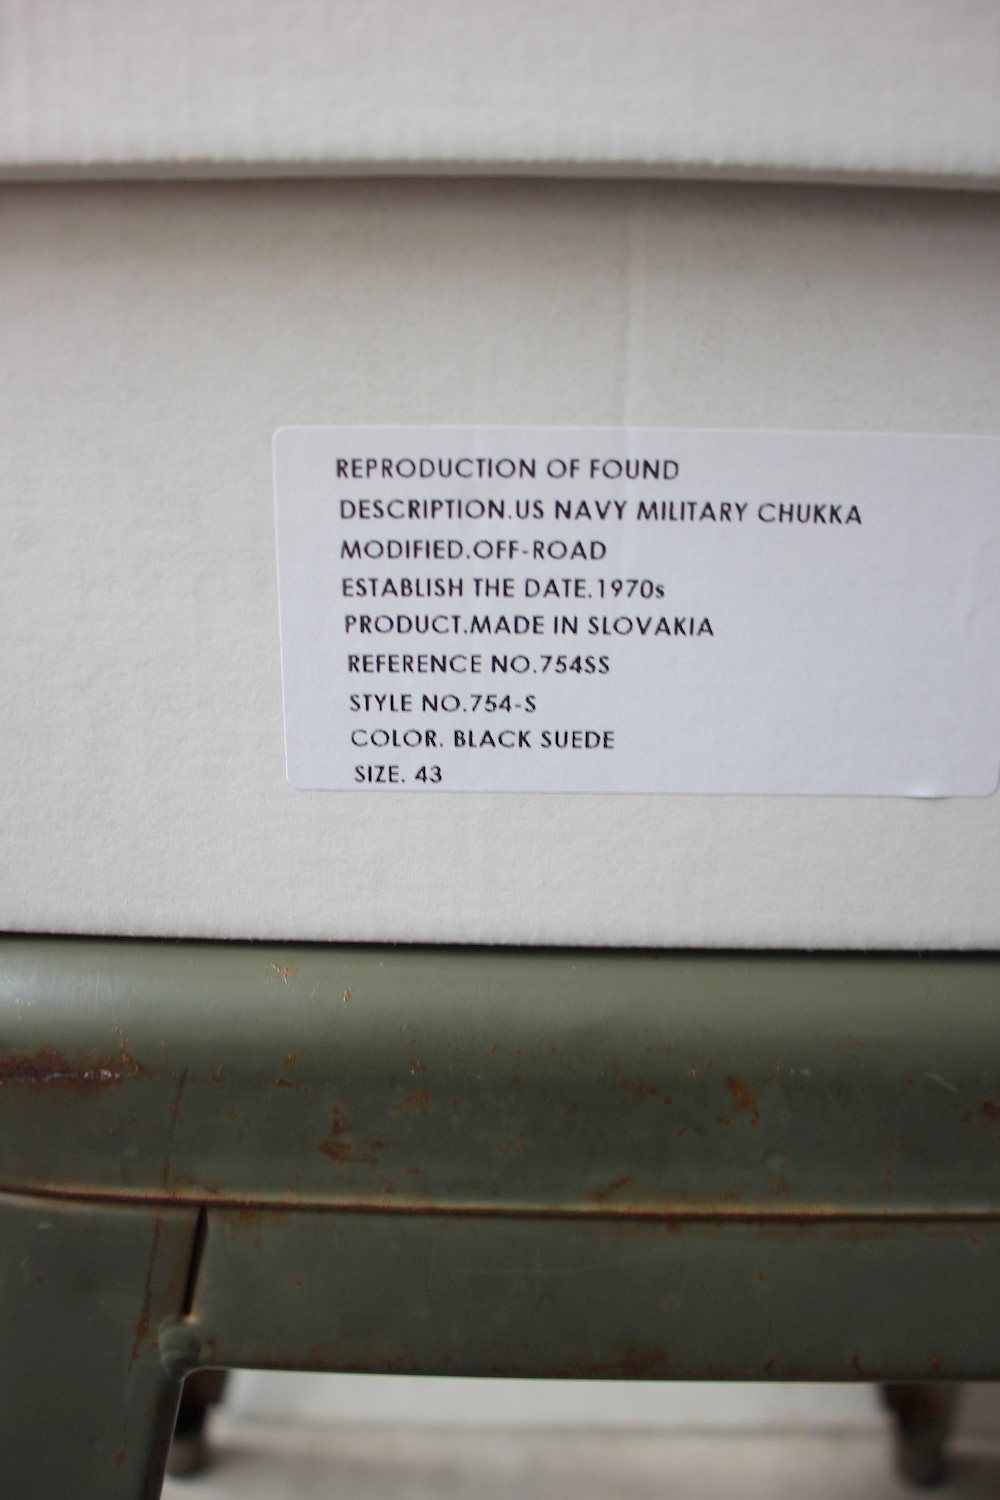 REPRODUCTION OF FOUND
DESCRIPTION.US NAVY MILITARY CHUKKA
MODIFIED.OFF-ROAD
ESTABLISH THE DATE.1970s
PRODUCT.MADE IN SLOVAKIA
REFERENCE NO.754SS
STYLE NO.754-S
COLOR. BLACK SUEDE
SIZE. 43